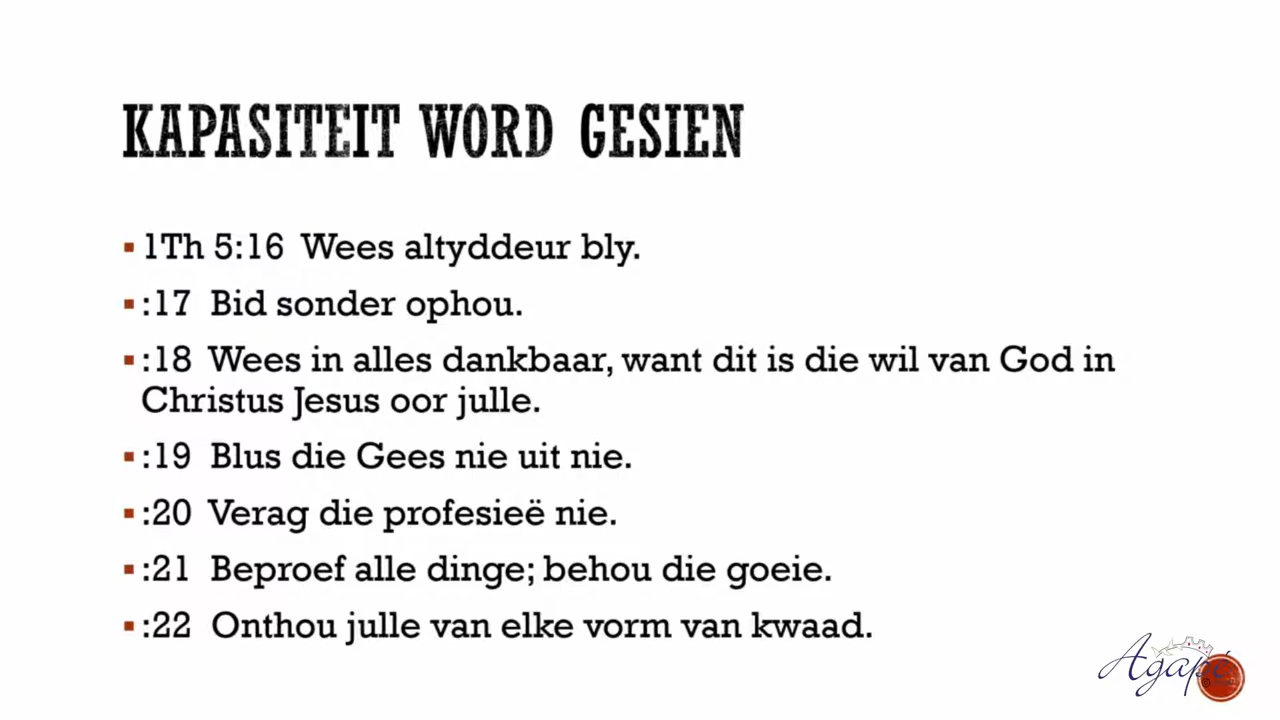 KAPASITEIT WORD GESIEN
▪ 1Th 5:16 Wees altyddeur bly.
▪ :17 Bid sonder ophou.
▪ :18 Wees in alles dankbaar, want dit is die wil van God in
Christus Jesus oor julle.
▪ :19 Blus die Gees nie uit nie.
▪ :20 Verag die profesieë nie.
▪ :21 Beproef alle dinge; behou die goeie.
▪ :22 Onthou julle van elke vorm van kwaad.
Agapé